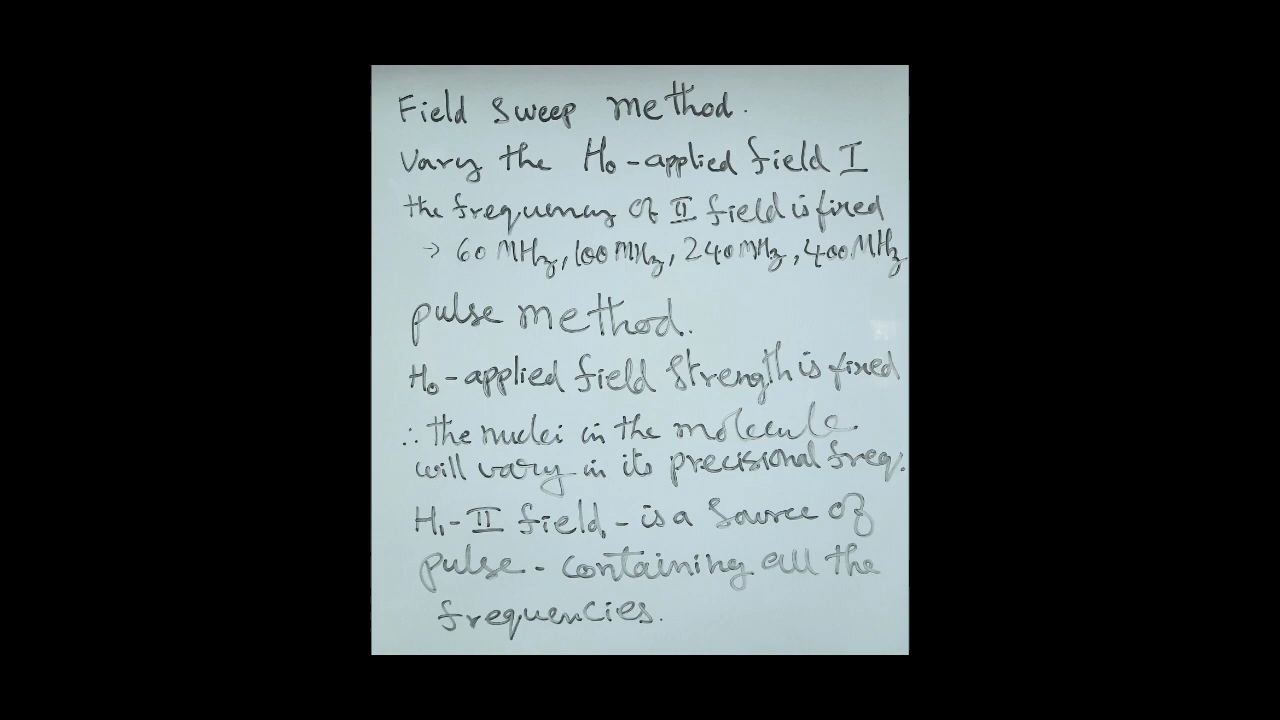 Field Sweep method.
Vary the H₀-applied field I
the frequency of II field is fixed
→ 60 MHz, 100 MHz, 240 MHz, 400 MHz
pulse method.
H₀-applied field strength is fixed
∴ the nuclei in the molecule
will vary in its precisional freq.
H₁-II field, - is a source of
pulse - containing all the
frequencies.